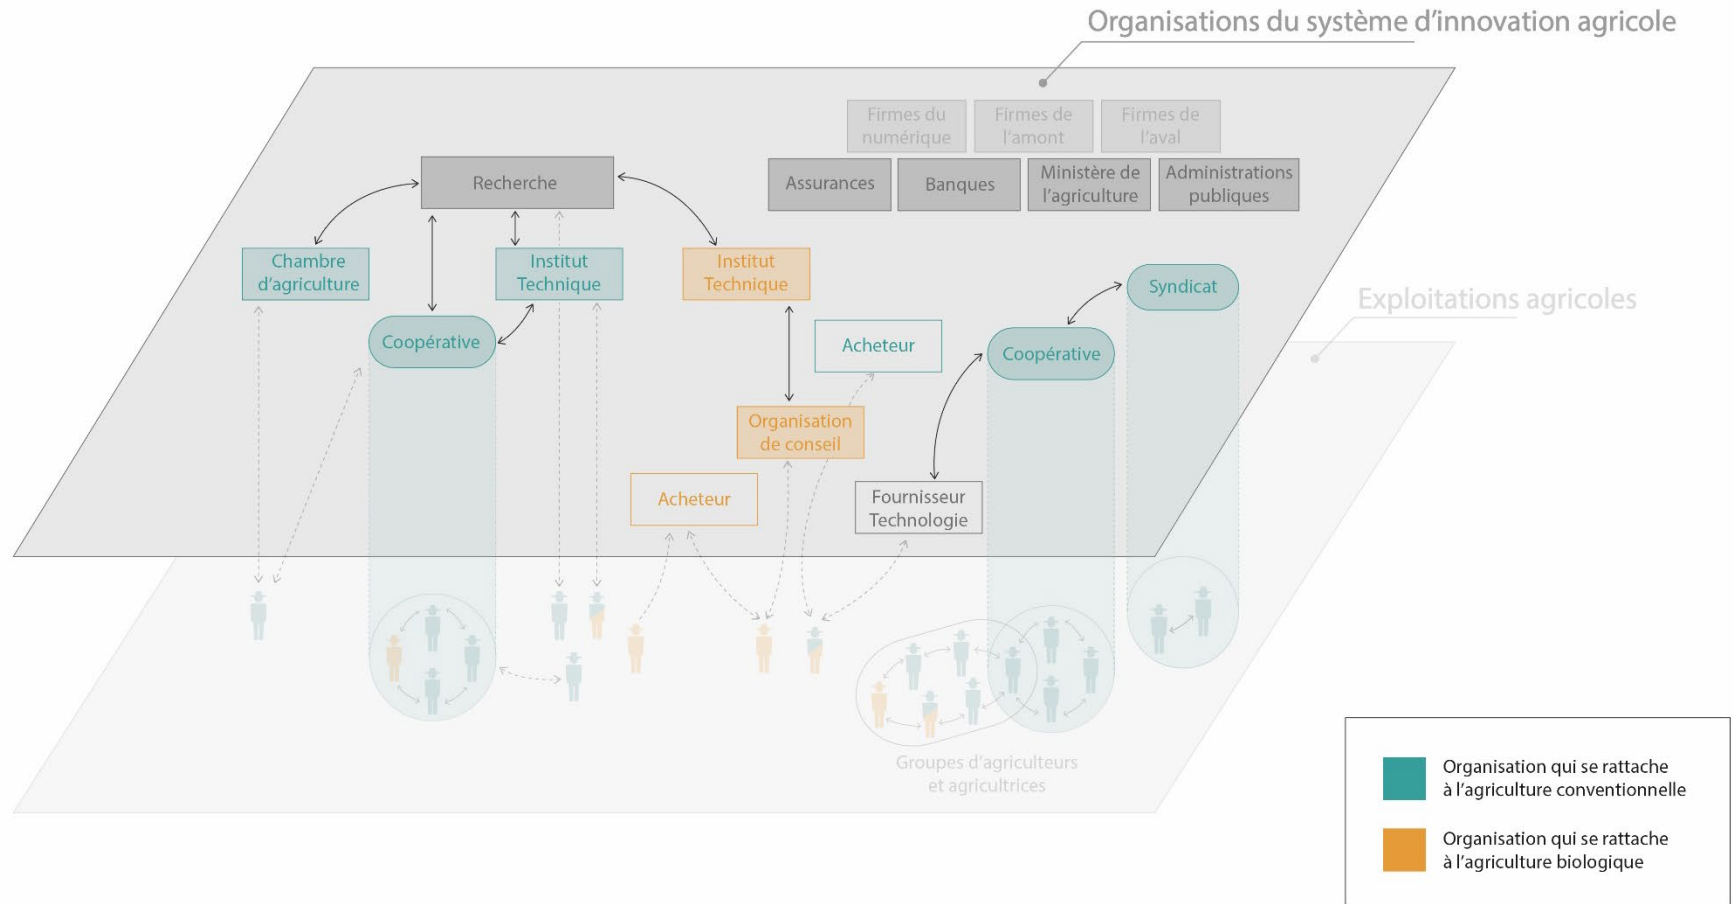 Organisations du système d'innovation agricole
Firmes du
numérique
Firmes de
l'amont
Firmes de
l'aval
Recherche
Assurances
Banques
Ministère de
l'agriculture
Administrations
publiques
Chambre
d'agriculture
Institut
Technique
Institut
Technique
Syndicat
Exploitations agricoles
Coopérative
Acheteur
Coopérative
Organisation
de conseil
Acheteur
Fournisseur
Technologie
Groupes d'agriculteurs
et agricultrices
Organisation qui se rattache
à l'agriculture conventionnelle
Organisation qui se rattache
à l'agriculture biologique